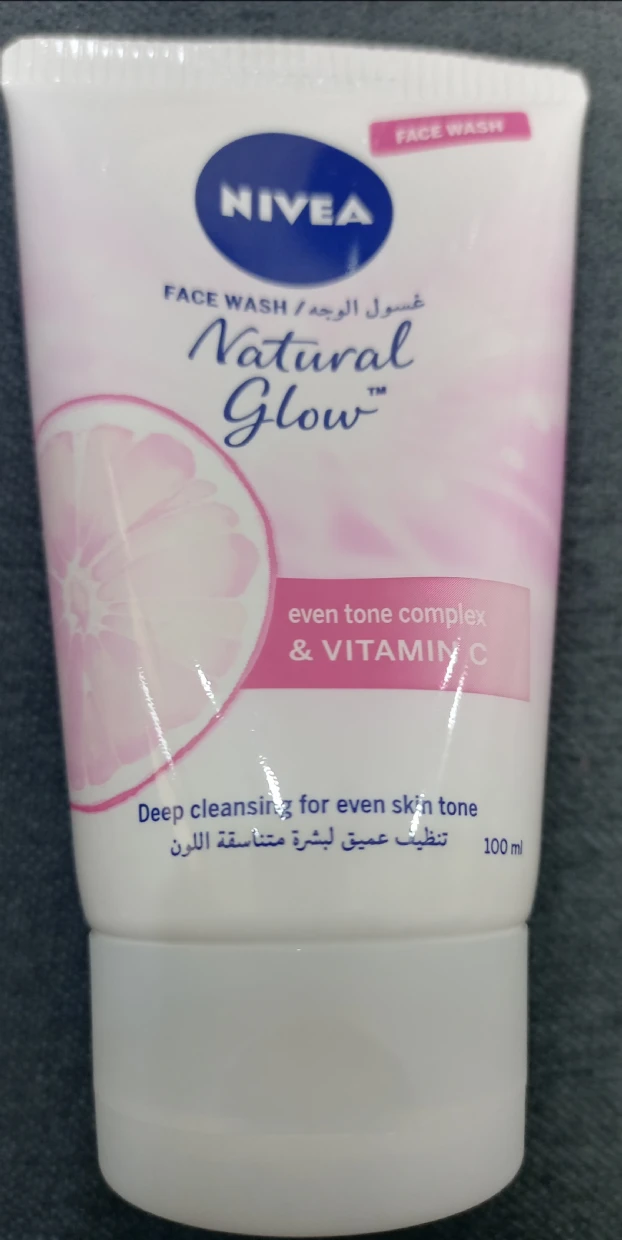 FACE WASH
NIVEA
FACE WASH / غسول الوجه
Natural
Glow™
even tone complex
& VITAMIN C
Deep cleansing for even skin tone
تنظيف عميق لبشرة متناسقة اللون
100 ml